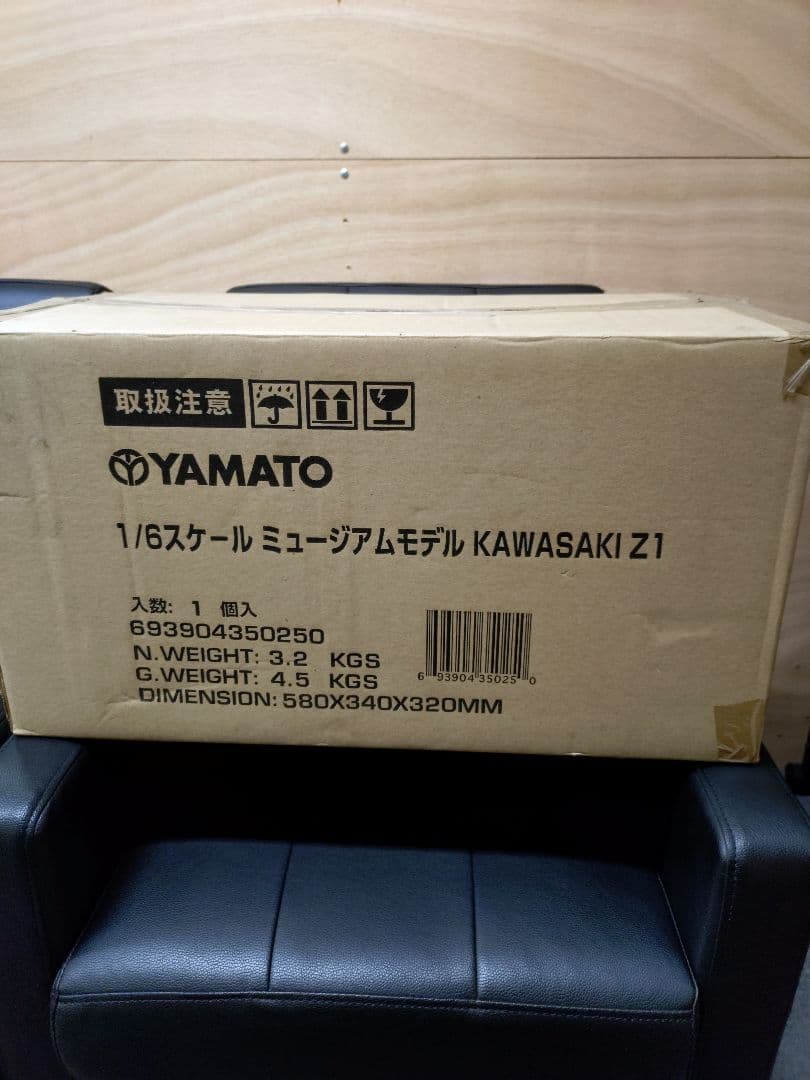 取扱注意
YAMATO
1/6スケール ミュージアムモデル KAWASAKI Z1
入数: 1 個入
693904350250
N.WEIGHT: 3.2 KGS
G.WEIGHT: 4.5 KGS
DIMENSION: 580X340X320MM
6 93904 35025 0